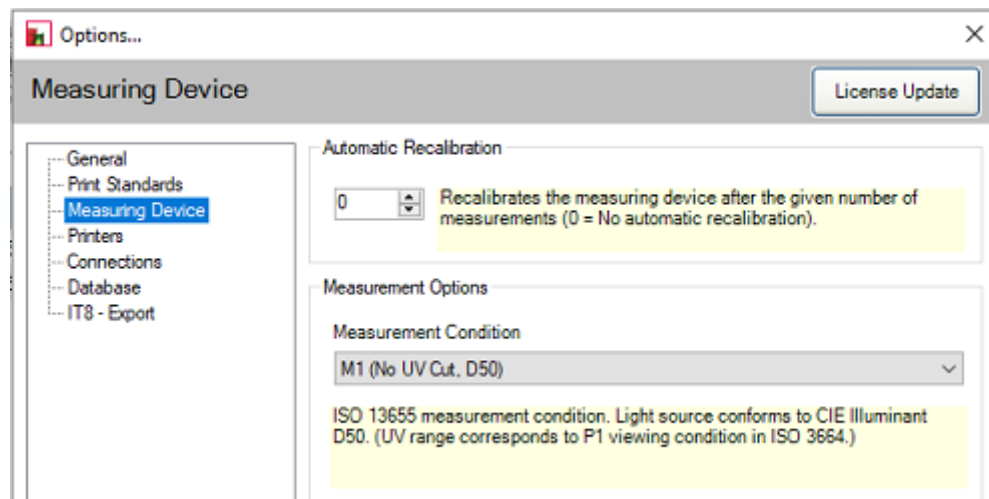 Options...
Measuring Device
License Update
General
Print Standards
Measuring Device
Printers
Connections
Database
IT8 - Export
Automatic Recalibration
0
Recalibrates the measuring device after the given number of
measurements (0 = No automatic recalibration).
Measurement Options
Measurement Condition
M1 (No UV Cut, D50)
ISO 13655 measurement condition. Light source conforms to CIE Illuminant
D50. (UV range corresponds to P1 viewing condition in ISO 3664.)